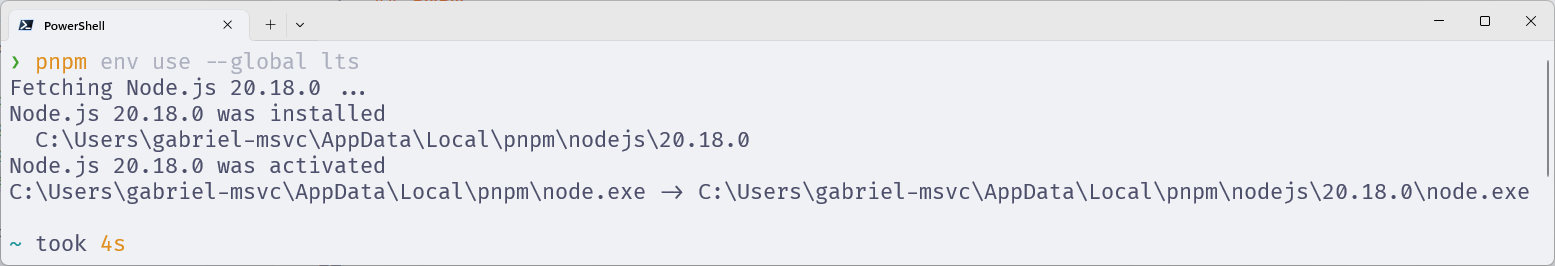 PowerShell
❯ pnpm env use --global lts
Fetching Node.js 20.18.0 ...
Node.js 20.18.0 was installed
  C:\Users\gabriel-msvc\AppData\Local\pnpm\nodejs\20.18.0
Node.js 20.18.0 was activated
C:\Users\gabriel-msvc\AppData\Local\pnpm\node.exe -> C:\Users\gabriel-msvc\AppData\Local\pnpm\nodejs\20.18.0\node.exe
~ took 4s